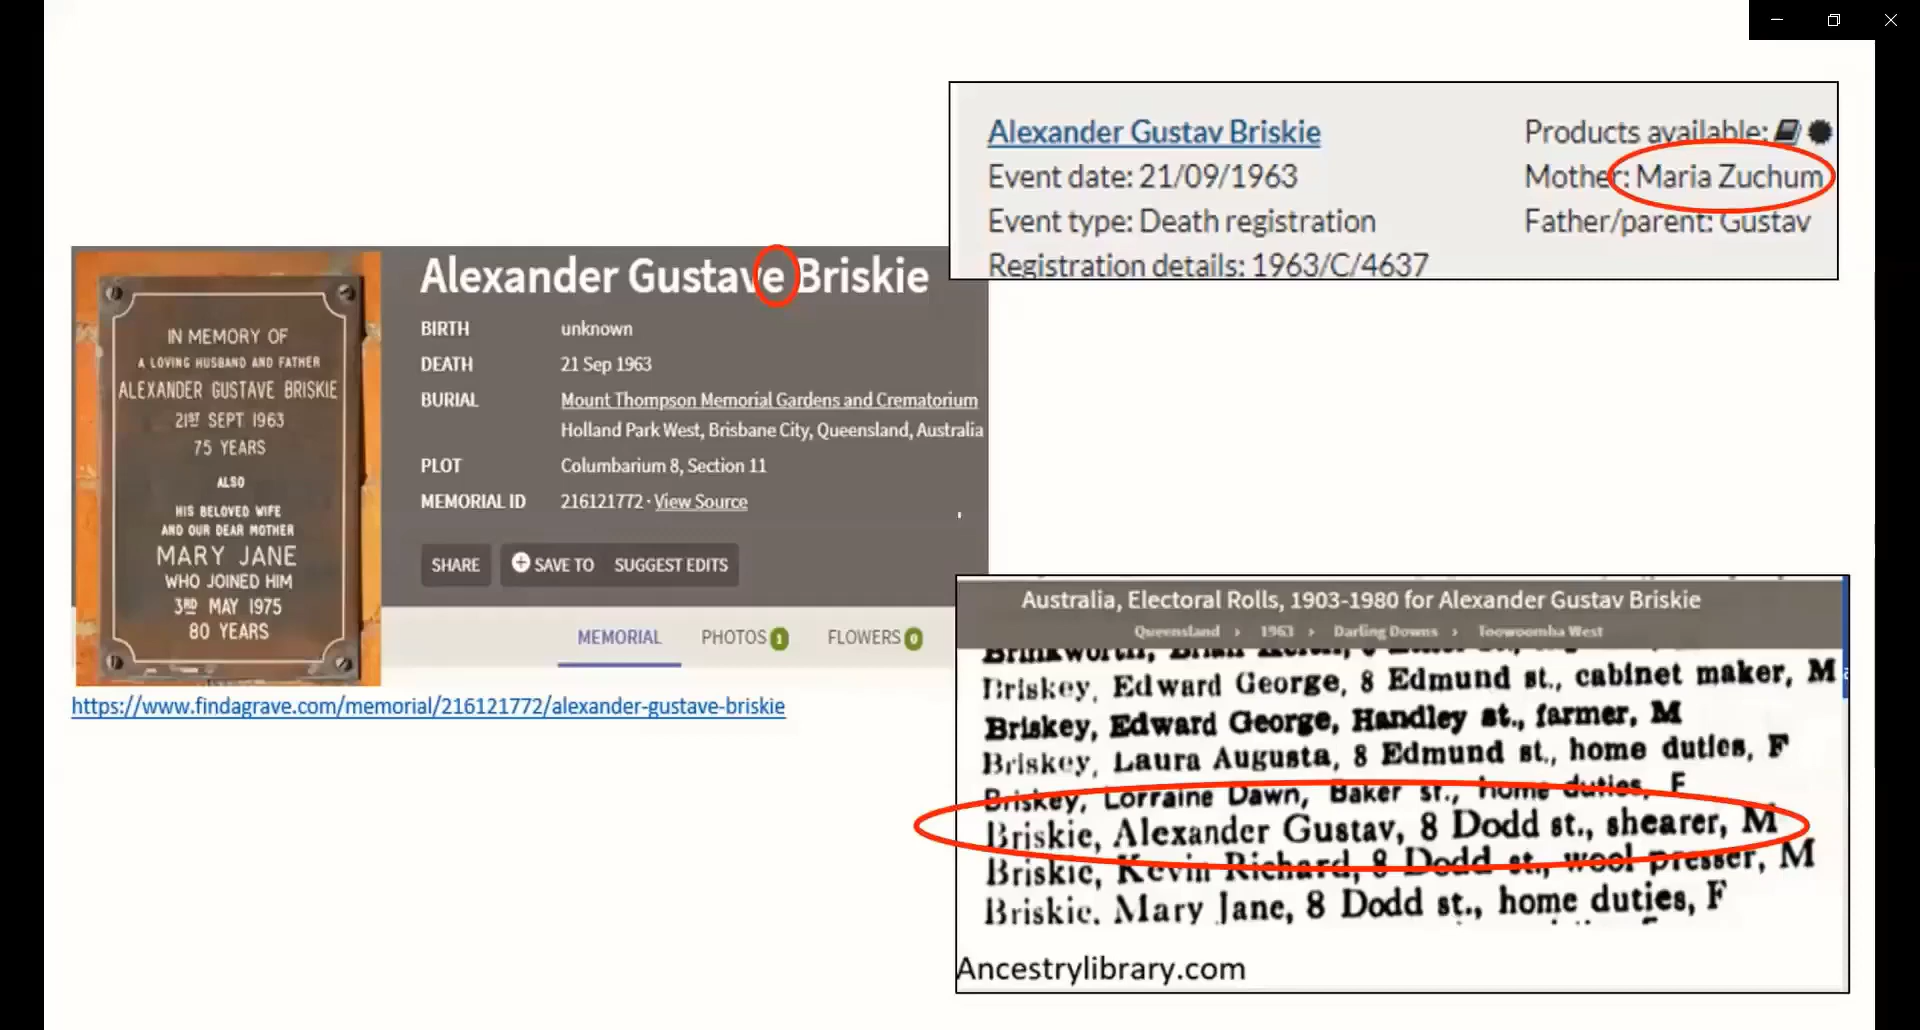 Alexander Gustav Briskie
Event date: 21/09/1963
Event type: Death registration
Registration details: 1963/C/4637
Products available:
Mother: Maria Zuchum
Father/parent: Gustav
IN MEMORY OF
A LOVING HUSBAND AND FATHER
ALEXANDER GUSTAVE BRISKIE
21ST SEPT 1963
75 YEARS
ALSO
HIS BELOVED WIFE
AND OUR DEAR MOTHER
MARY JANE
WHO JOINED HIM
3RD MAY 1975
80 YEARS
Alexander Gustave Briskie
BIRTH unknown
DEATH 21 Sep 1963
BURIAL Mount Thompson Memorial Gardens and Crematorium
Holland Park West, Brisbane City, Queensland, Australia
PLOT Columbarium 8, Section 11
MEMORIAL ID 216121772 · View Source
SHARE SAVE TO SUGGEST EDITS
MEMORIAL PHOTOS 1 FLOWERS 0
https://www.findagrave.com/memorial/216121772/alexander-gustave-briskie
Australia, Electoral Rolls, 1903-1980 for Alexander Gustav Briskie
Queensland › 1963 › Darling Downs › Toowoomba West
Brinkworth, Brian
Briskey, Edward George, 8 Edmund st., cabinet maker, M
Briskey, Edward George, Handley st., farmer, M
Briskey, Laura Augusta, 8 Edmund st., home duties, F
Briskey, Lorraine Dawn, Baker st., home duties, F
Briskie, Alexander Gustav, 8 Dodd st., shearer, M
Briskie, Kevin Richard, 8 Dodd st., wool presser, M
Briskie, Mary Jane, 8 Dodd st., home duties, F
Ancestrylibrary.com